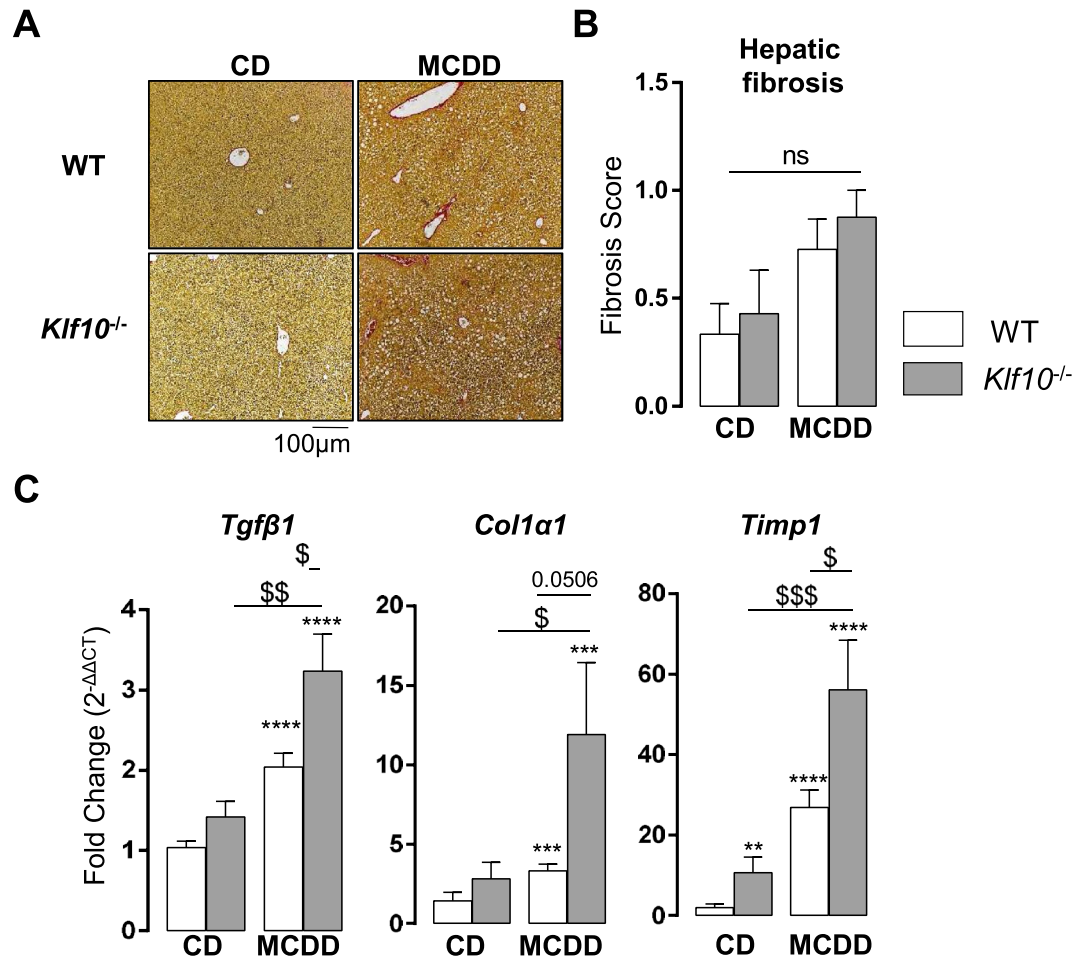 A
CD MCDD
WT
Klf10-/-
100µm
B
Hepatic
fibrosis
1.5
1.0
0.5
0.0
Fibrosis Score
ns
CD MCDD
WT
Klf10-/-
C
Tgfβ1
$
$$
****
****
4
3
2
1
0
Fold Change (2-ΔΔCT)
CD MCDD
Col1α1
0.0506
$
***
***
20
15
10
5
0
CD MCDD
Timp1
$
$$$
****
****
**
80
60
40
20
0
CD MCDD